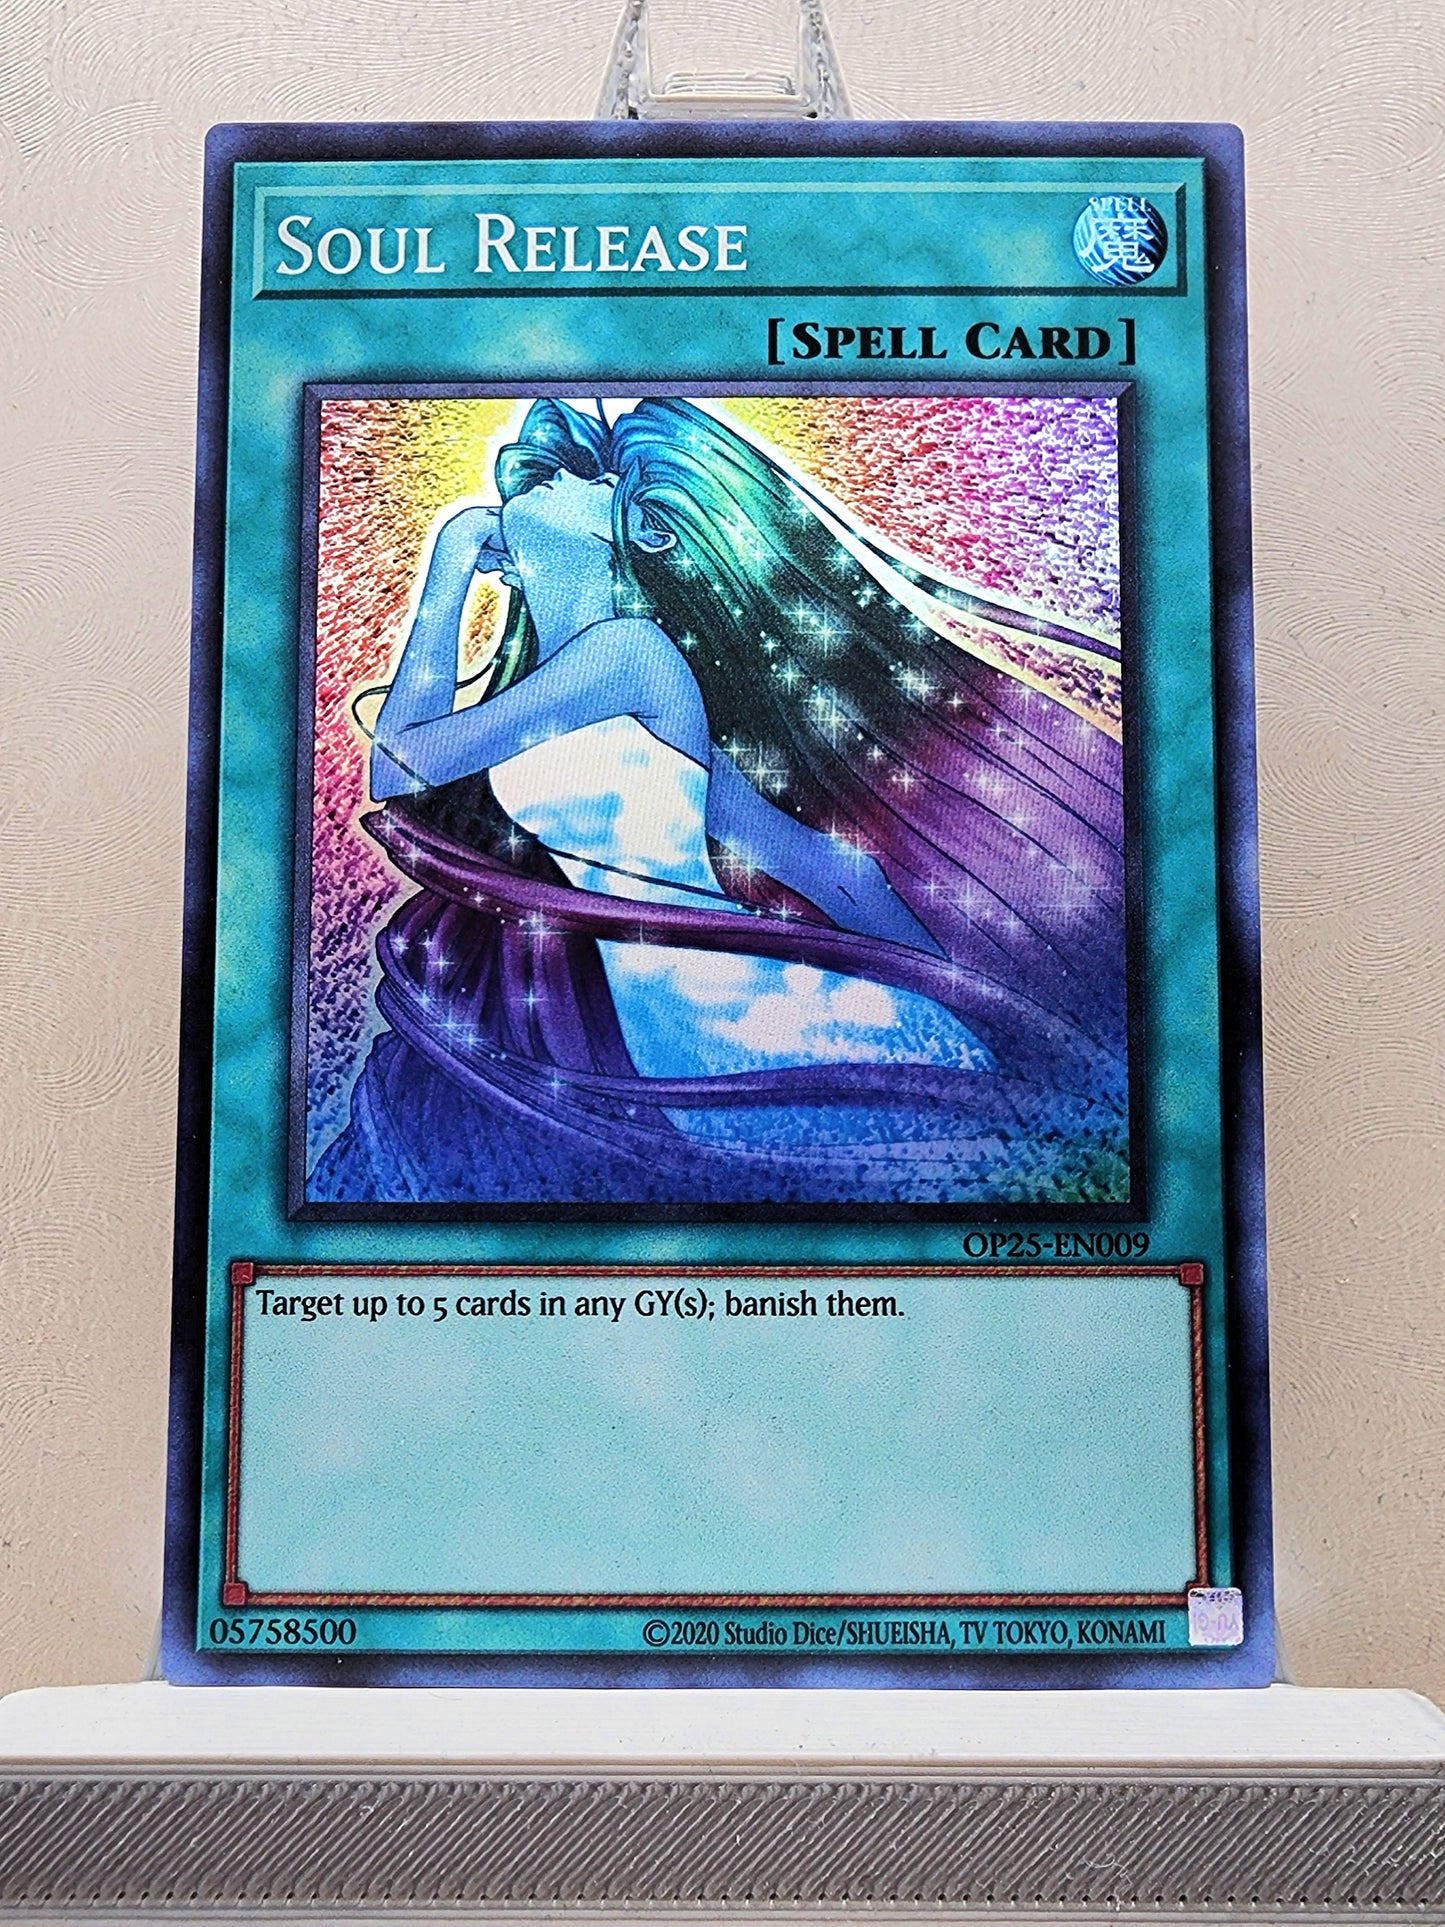 SOUL RELEASE
SPELL
魔
[SPELL CARD]
OP25-EN009
Target up to 5 cards in any GY(s); banish them.
05758500
©2020 Studio Dice/SHUEISHA, TV TOKYO, KONAMI